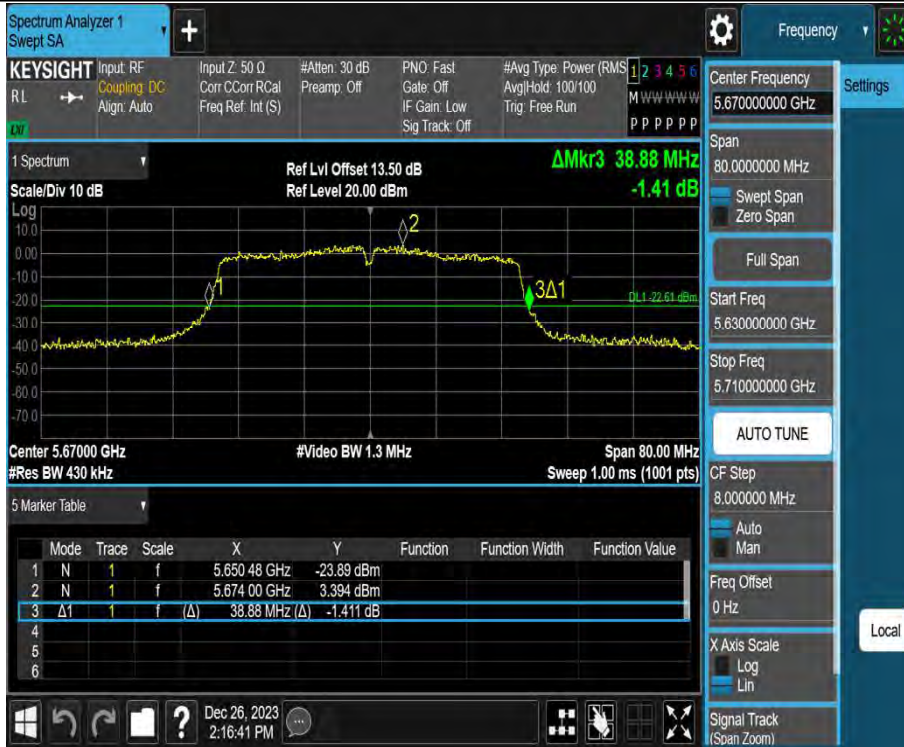 Spectrum Analyzer 1
Swept SA
+
Frequency
KEYSIGHT
RL
LXI
Input: RF
Coupling: DC
Align: Auto
Input Z: 50 Ω
Corr CCorr RCal
Freq Ref: Int (S)
#Atten: 30 dB
Preamp: Off
PNO: Fast
Gate: Off
IF Gain: Low
Sig Track: Off
#Avg Type: Power (RMS
Avg|Hold: 100/100
Trig: Free Run
1 2 3 4 5 6
M W W W W W
P P P P P P
Center Frequency
5.670000000 GHz
Settings
Span
80.0000000 MHz
Swept Span
Zero Span
Full Span
Start Freq
5.630000000 GHz
Stop Freq
5.710000000 GHz
AUTO TUNE
CF Step
8.000000 MHz
Auto
Man
Freq Offset
0 Hz
X Axis Scale
Log
Lin
Signal Track
(Span Zoom)
Local
1 Spectrum
Scale/Div 10 dB
Ref Lvl Offset 13.50 dB
Ref Level 20.00 dBm
ΔMkr3 38.88 MHz
-1.41 dB
Log
10.0
0.00
-10.0
-20.0
-30.0
-40.0
-50.0
-60.0
-70.0
1
2
3Δ1
DL1 -22.61 dBm
Center 5.67000 GHz
#Video BW 1.3 MHz
Span 80.00 MHz
#Res BW 430 kHz
Sweep 1.00 ms (1001 pts)
5 Marker Table
Mode Trace Scale X Y Function Function Width Function Value
1 N 1 f 5.650 48 GHz -23.89 dBm
2 N 1 f 5.674 00 GHz 3.394 dBm
3 Δ1 1 f (Δ) 38.88 MHz (Δ) -1.411 dB
4
5
6
?
Dec 26, 2023
2:16:41 PM